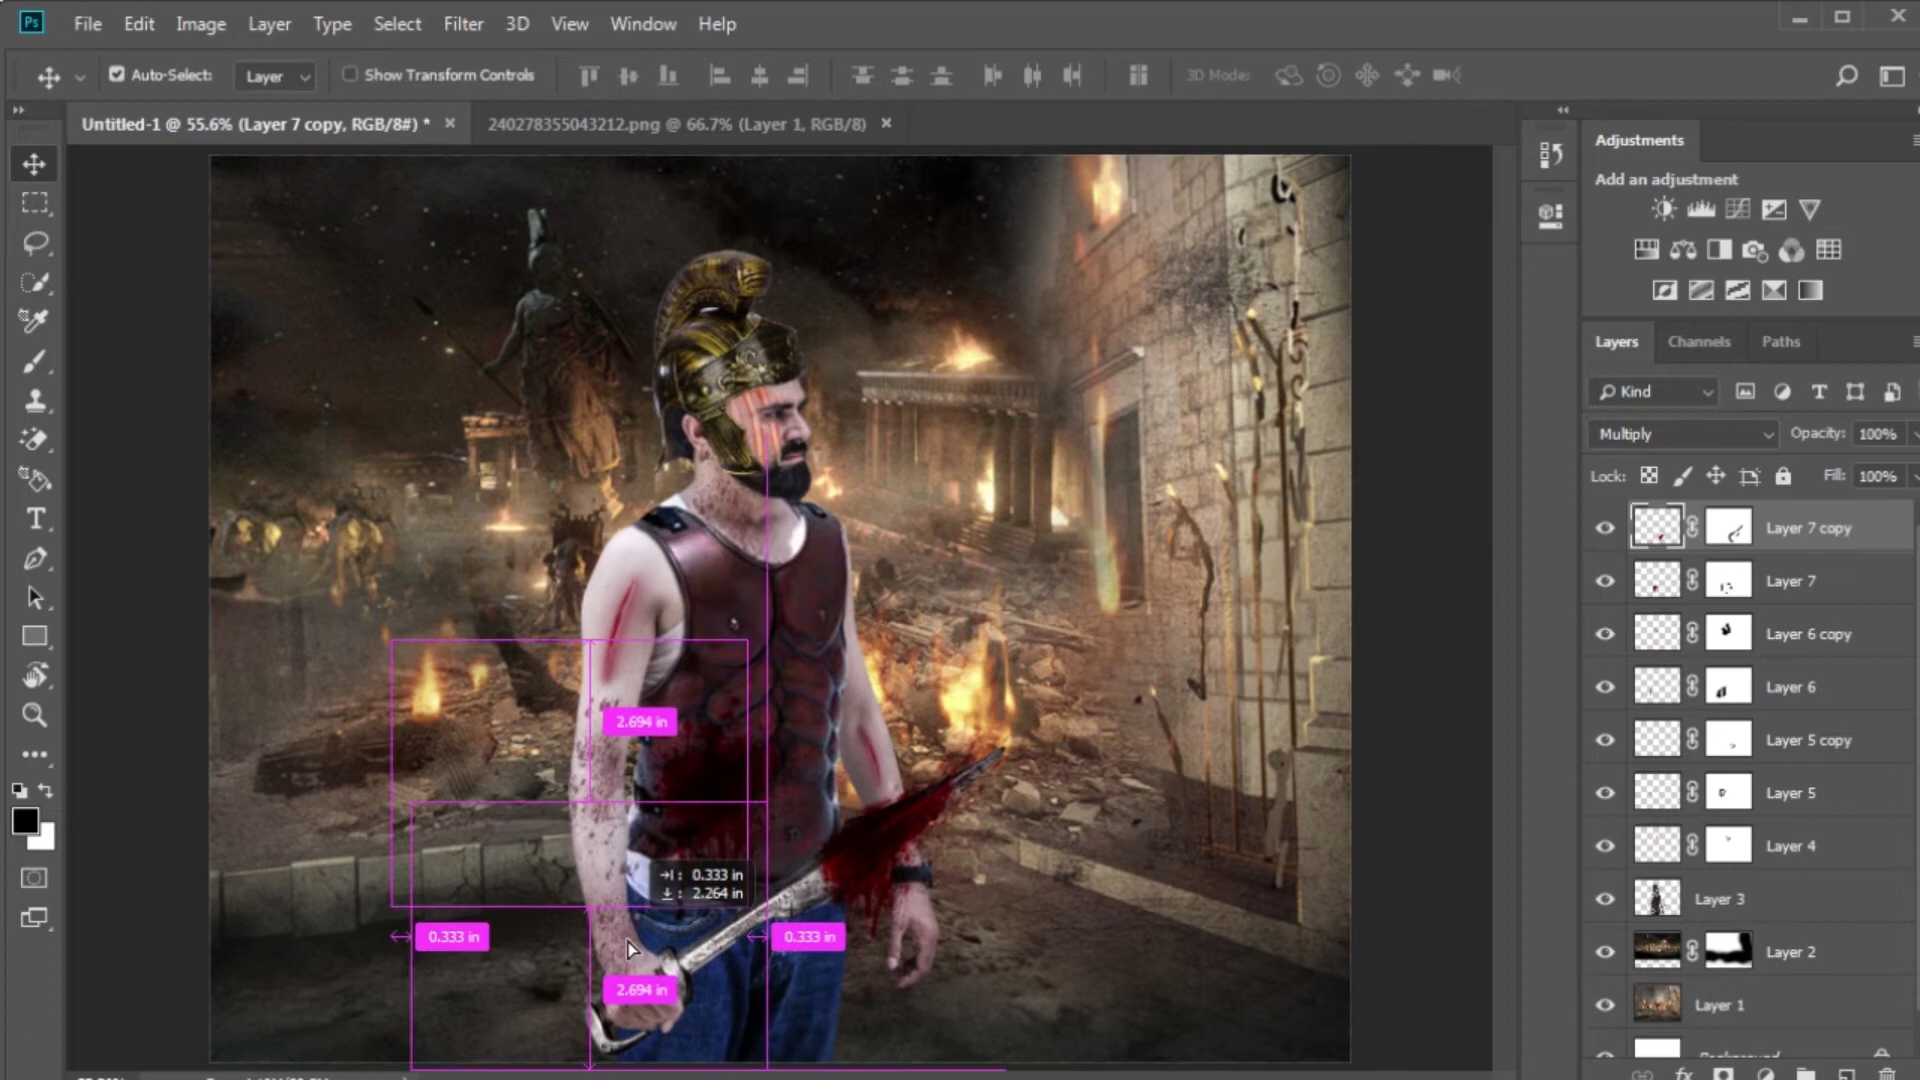 Ps File Edit Image Layer Type Select Filter 3D View Window Help
Auto-Select: Layer Show Transform Controls 3D Mode:
Untitled-1 @ 55.6% (Layer 7 copy, RGB/8#) * × 240278355043212.png @ 66.7% (Layer 1, RGB/8) ×
Adjustments
Add an adjustment
Layers Channels Paths
Kind
Multiply Opacity: 100%
Lock: Fill: 100%
Layer 7 copy
Layer 7
Layer 6 copy
Layer 6
Layer 5 copy
Layer 5
Layer 4
Layer 3
Layer 2
Layer 1
2.694 in
0.333 in
2.264 in
0.333 in
0.333 in
2.694 in